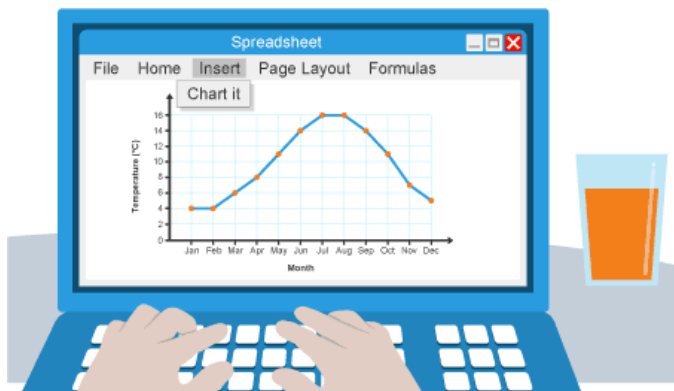 Spreadsheet
File Home Insert Page Layout Formulas
Chart it
Temperature (°C)
16
14
12
10
8
6
4
2
0
Jan Feb Mar Apr May Jun Jul Aug Sep Oct Nov Dec
Month